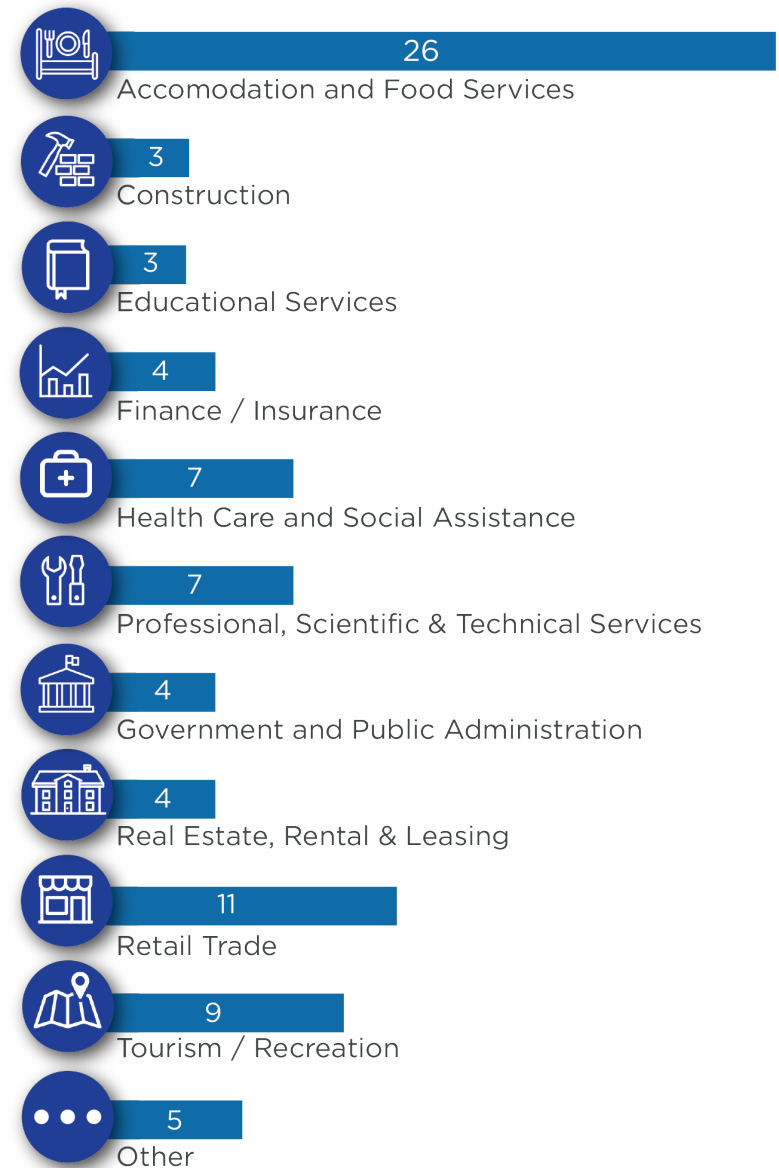 26
Accomodation and Food Services
3
Construction
3
Educational Services
4
Finance / Insurance
7
Health Care and Social Assistance
7
Professional, Scientific & Technical Services
4
Government and Public Administration
4
Real Estate, Rental & Leasing
11
Retail Trade
9
Tourism / Recreation
5
Other